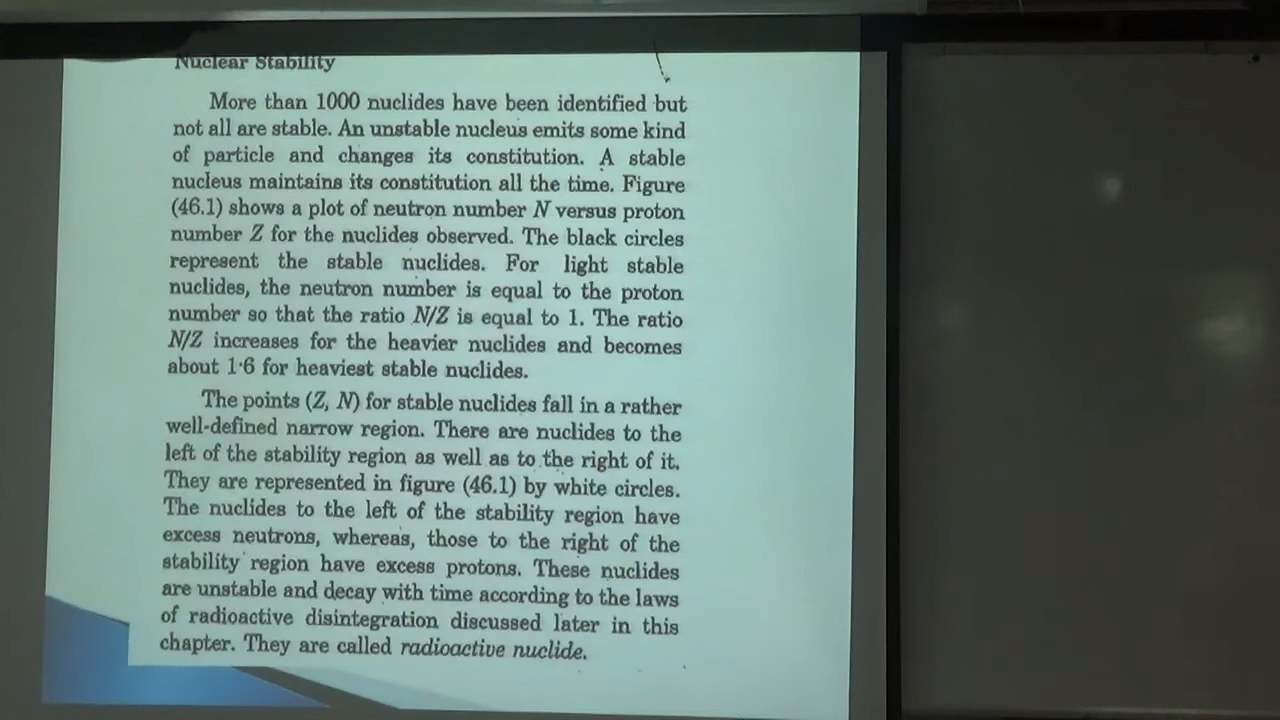 Nuclear Stability
More than 1000 nuclides have been identified but
not all are stable. An unstable nucleus emits some kind
of particle and changes its constitution. A stable
nucleus maintains its constitution all the time. Figure
(46.1) shows a plot of neutron number N versus proton
number Z for the nuclides observed. The black circles
represent the stable nuclides. For light stable
nuclides, the neutron number is equal to the proton
number so that the ratio N/Z is equal to 1. The ratio
N/Z increases for the heavier nuclides and becomes
about 1·6 for heaviest stable nuclides.
The points (Z, N) for stable nuclides fall in a rather
well-defined narrow region. There are nuclides to the
left of the stability region as well as to the right of it.
They are represented in figure (46.1) by white circles.
The nuclides to the left of the stability region have
excess neutrons, whereas, those to the right of the
stability region have excess protons. These nuclides
are unstable and decay with time according to the laws
of radioactive disintegration discussed later in this
chapter. They are called radioactive nuclide.